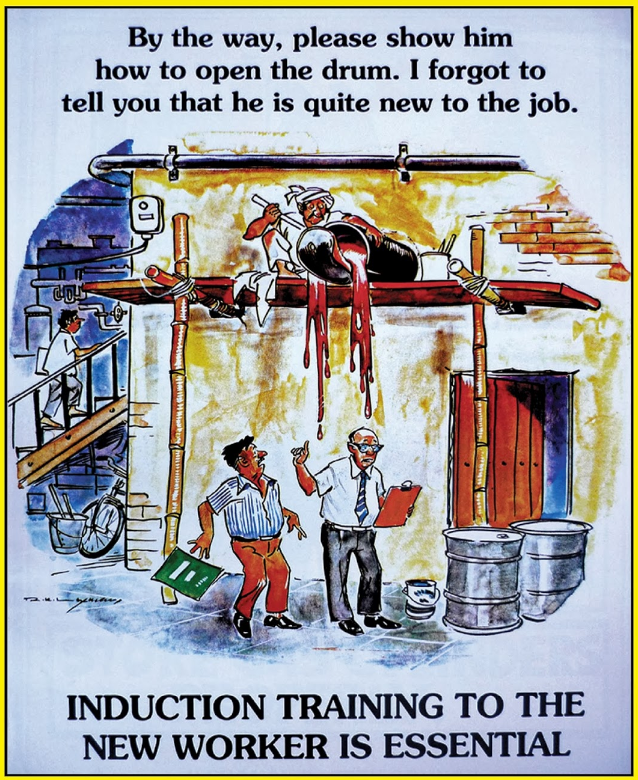 By the way, please show him
how to open the drum. I forgot to
tell you that he is quite new to the job.
INDUCTION TRAINING TO THE
NEW WORKER IS ESSENTIAL